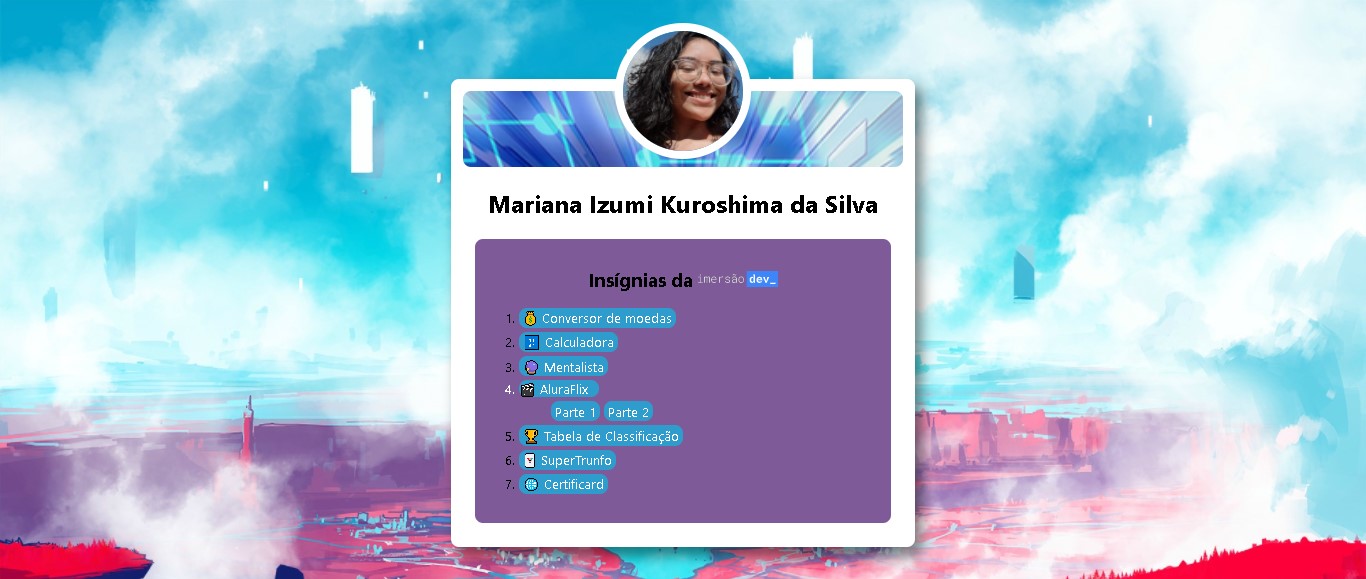 Mariana Izumi Kuroshima da Silva
Insígnias da imersão dev_
1. Conversor de moedas
2. Calculadora
3. Mentalista
4. AluraFlix
Parte 1 Parte 2
5. Tabela de Classificação
6. SuperTrunfo
7. Certificard